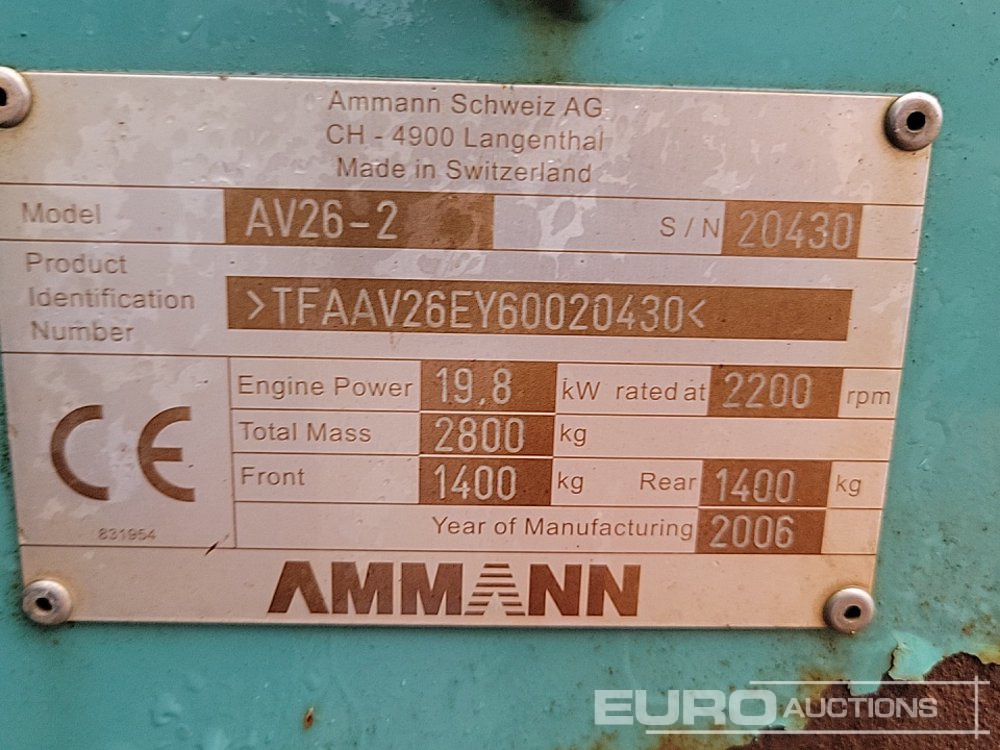 Ammann Schweiz AG
CH - 4900 Langenthal
Made in Switzerland
Model AV26-2 S / N 20430
Product
Identification
Number
>TFAAV26EY60020430<
Engine Power 19,8 kW rated at 2200 rpm
Total Mass 2800 kg
Front 1400 kg Rear 1400 kg
Year of Manufacturing 2006
CE
831954
AMMANN
EURO AUCTIONS